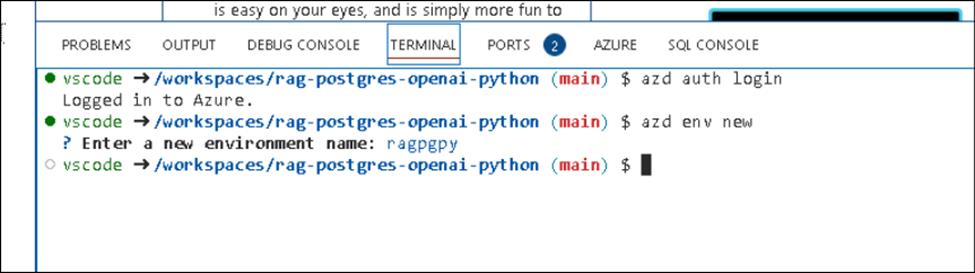 is easy on your eyes, and is simply more fun to
PROBLEMS OUTPUT DEBUG CONSOLE TERMINAL PORTS 2 AZURE SQL CONSOLE
vscode ➜ /workspaces/rag-postgres-openai-python (main) $ azd auth login
Logged in to Azure.
vscode ➜ /workspaces/rag-postgres-openai-python (main) $ azd env new
? Enter a new environment name: ragpgpy
vscode ➜ /workspaces/rag-postgres-openai-python (main) $